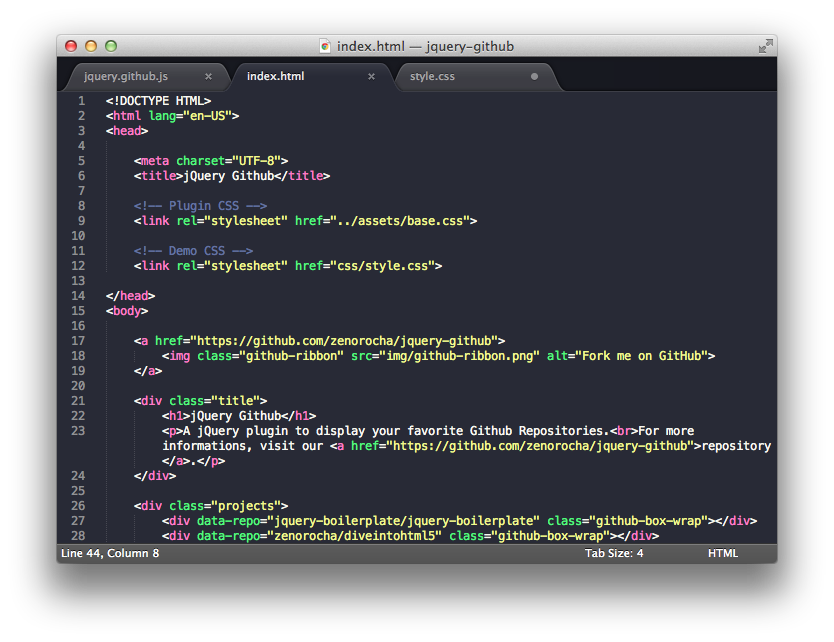 index.html — jquery-github
jquery.github.js × index.html × style.css
1 <!DOCTYPE HTML>
2 <html lang="en-US">
3 <head>
4
5 <meta charset="UTF-8">
6 <title>jQuery Github</title>
7
8 <!-- Plugin CSS -->
9 <link rel="stylesheet" href="../assets/base.css">
10
11 <!-- Demo CSS -->
12 <link rel="stylesheet" href="css/style.css">
13
14 </head>
15 <body>
16
17 <a href="https://github.com/zenorocha/jquery-github">
18 <img class="github-ribbon" src="img/github-ribbon.png" alt="Fork me on GitHub">
19 </a>
20
21 <div class="title">
22 <h1>jQuery Github</h1>
23 <p>A jQuery plugin to display your favorite Github Repositories.<br>For more
informations, visit our <a href="https://github.com/zenorocha/jquery-github">repository
</a>.</p>
24 </div>
25
26 <div class="projects">
27 <div data-repo="jquery-boilerplate/jquery-boilerplate" class="github-box-wrap"></div>
28 <div data-repo="zenorocha/diveintohtml5" class="github-box-wrap"></div>
Line 44, Column 8 Tab Size: 4 HTML